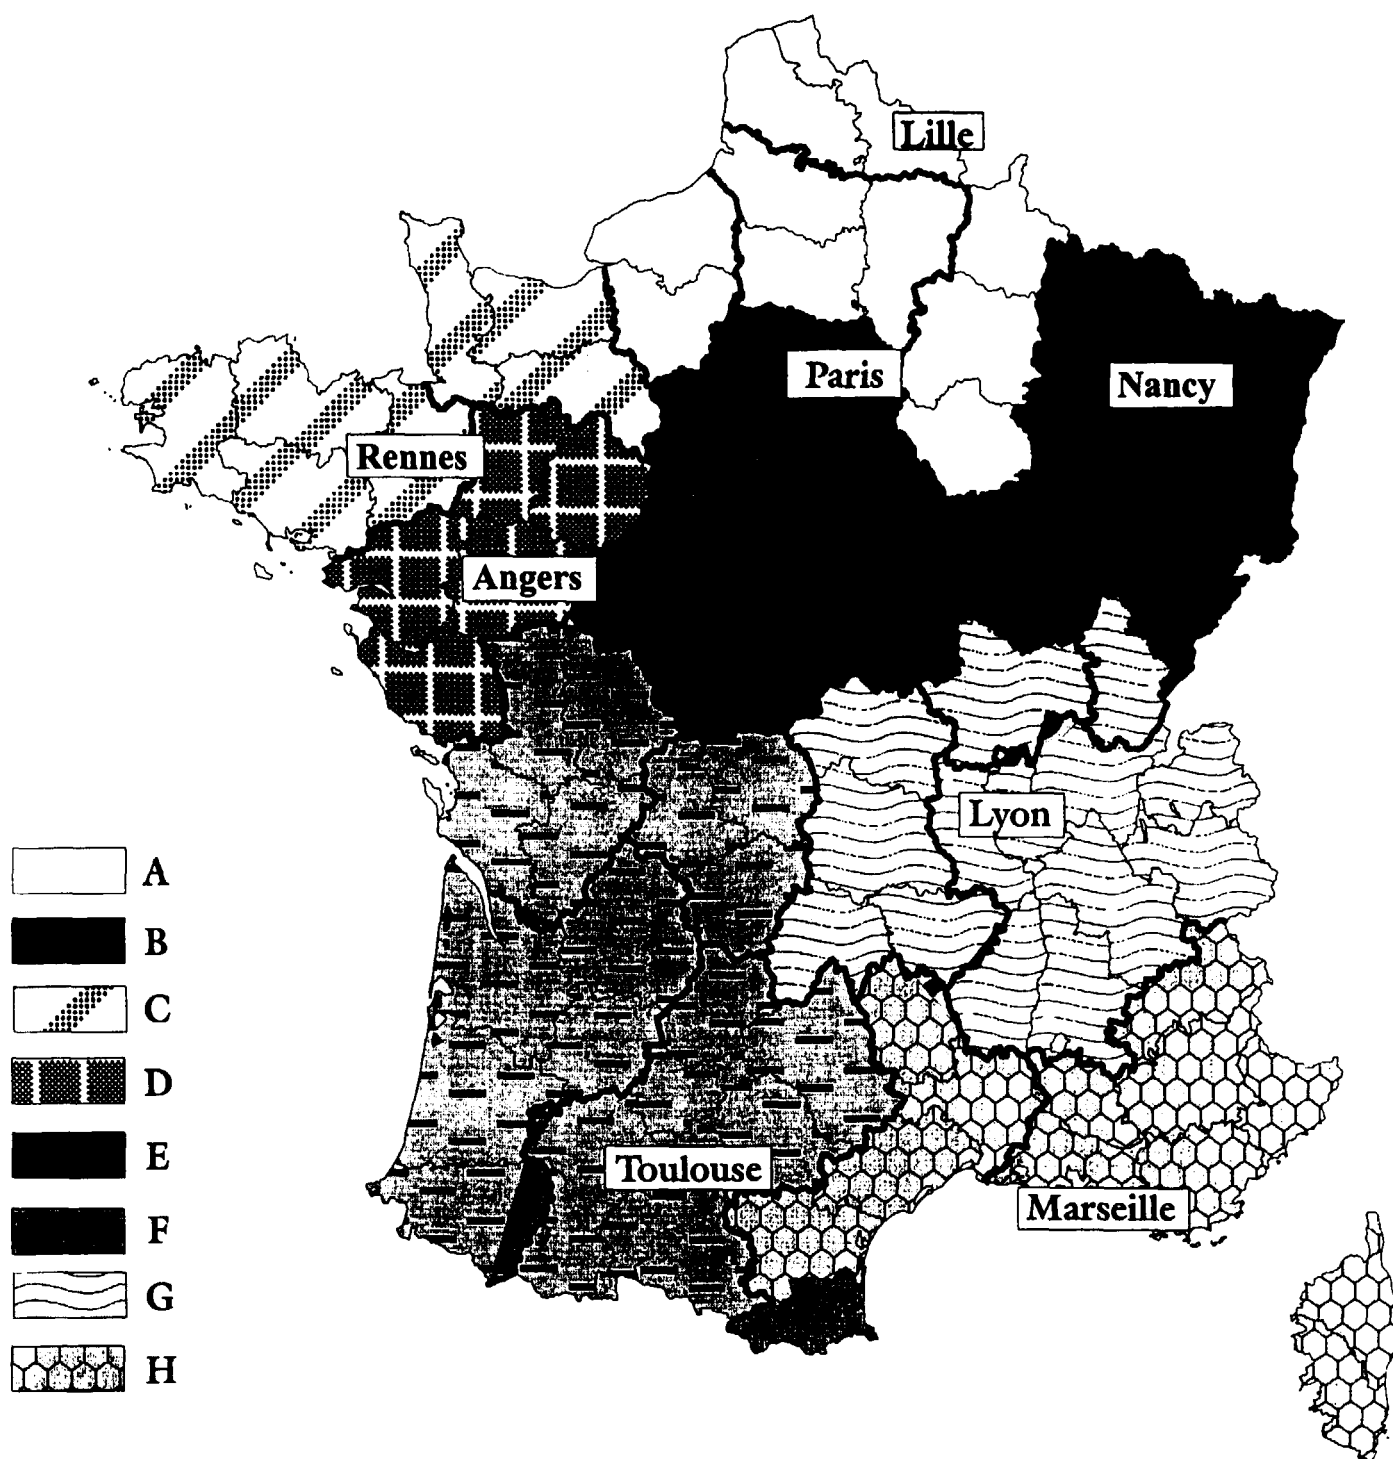 Lille
Paris
Nancy
Rennes
Angers
Lyon
Toulouse
Marseille
A
B
C
D
E
F
G
H